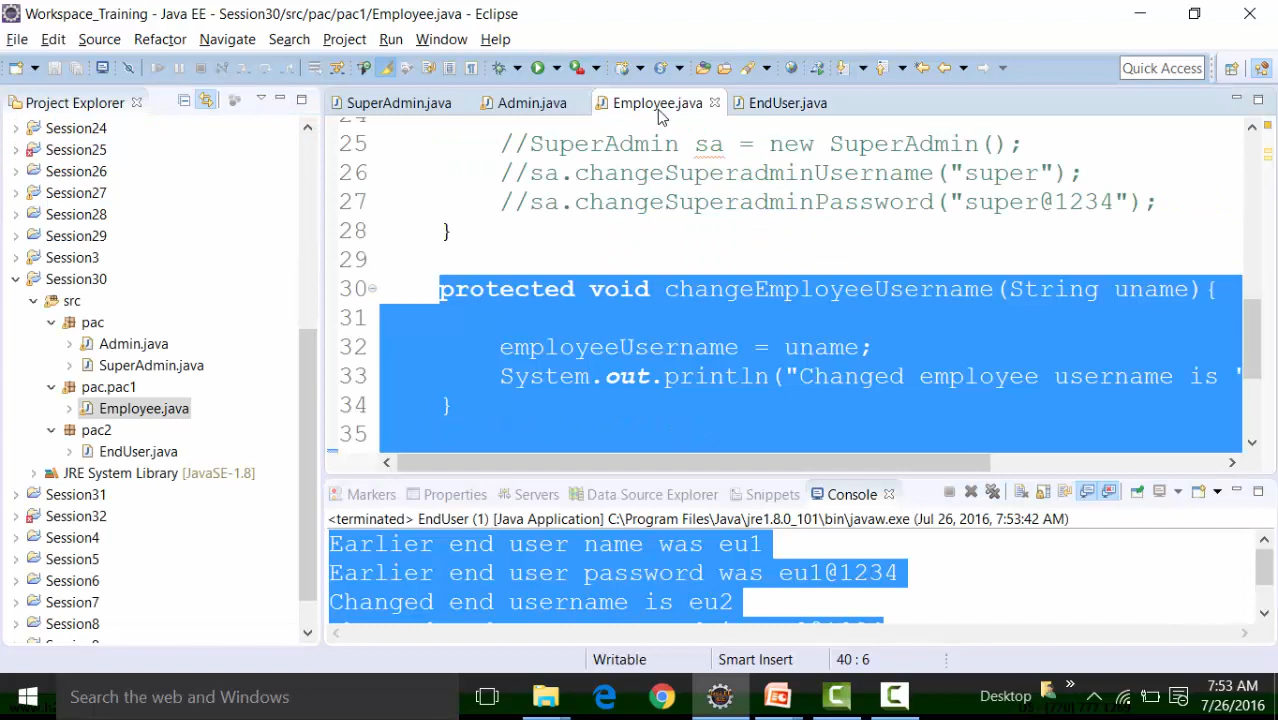 Workspace_Training - Java EE - Session30/src/pac/pac1/Employee.java - Eclipse
File Edit Source Refactor Navigate Search Project Run Window Help
Quick Access
Project Explorer
SuperAdmin.java Admin.java Employee.java EndUser.java
Session24
Session25
Session26
Session27
Session28
Session29
Session3
Session30
src
pac
Admin.java
SuperAdmin.java
pac.pac1
Employee.java
pac2
EndUser.java
JRE System Library [JavaSE-1.8]
Session31
Session32
Session4
Session5
Session6
Session7
Session8
24
25 //SuperAdmin sa = new SuperAdmin();
26 //sa.changeSuperadminUsername("super");
27 //sa.changeSuperadminPassword("super@1234");
28 }
29
30 protected void changeEmployeeUsername(String uname){
31
32 employeeUsername = uname;
33 System.out.println("Changed employee username is "
34 }
35
Markers Properties Servers Data Source Explorer Snippets Console
<terminated> EndUser (1) [Java Application] C:\Program Files\Java\jre1.8.0_101\bin\javaw.exe (Jul 26, 2016, 7:53:42 AM)
Earlier end user name was eu1
Earlier end user password was eu1@1234
Changed end username is eu2
Writable Smart Insert 40 : 6
Search the web and Windows
Desktop
7:53 AM
7/26/2016